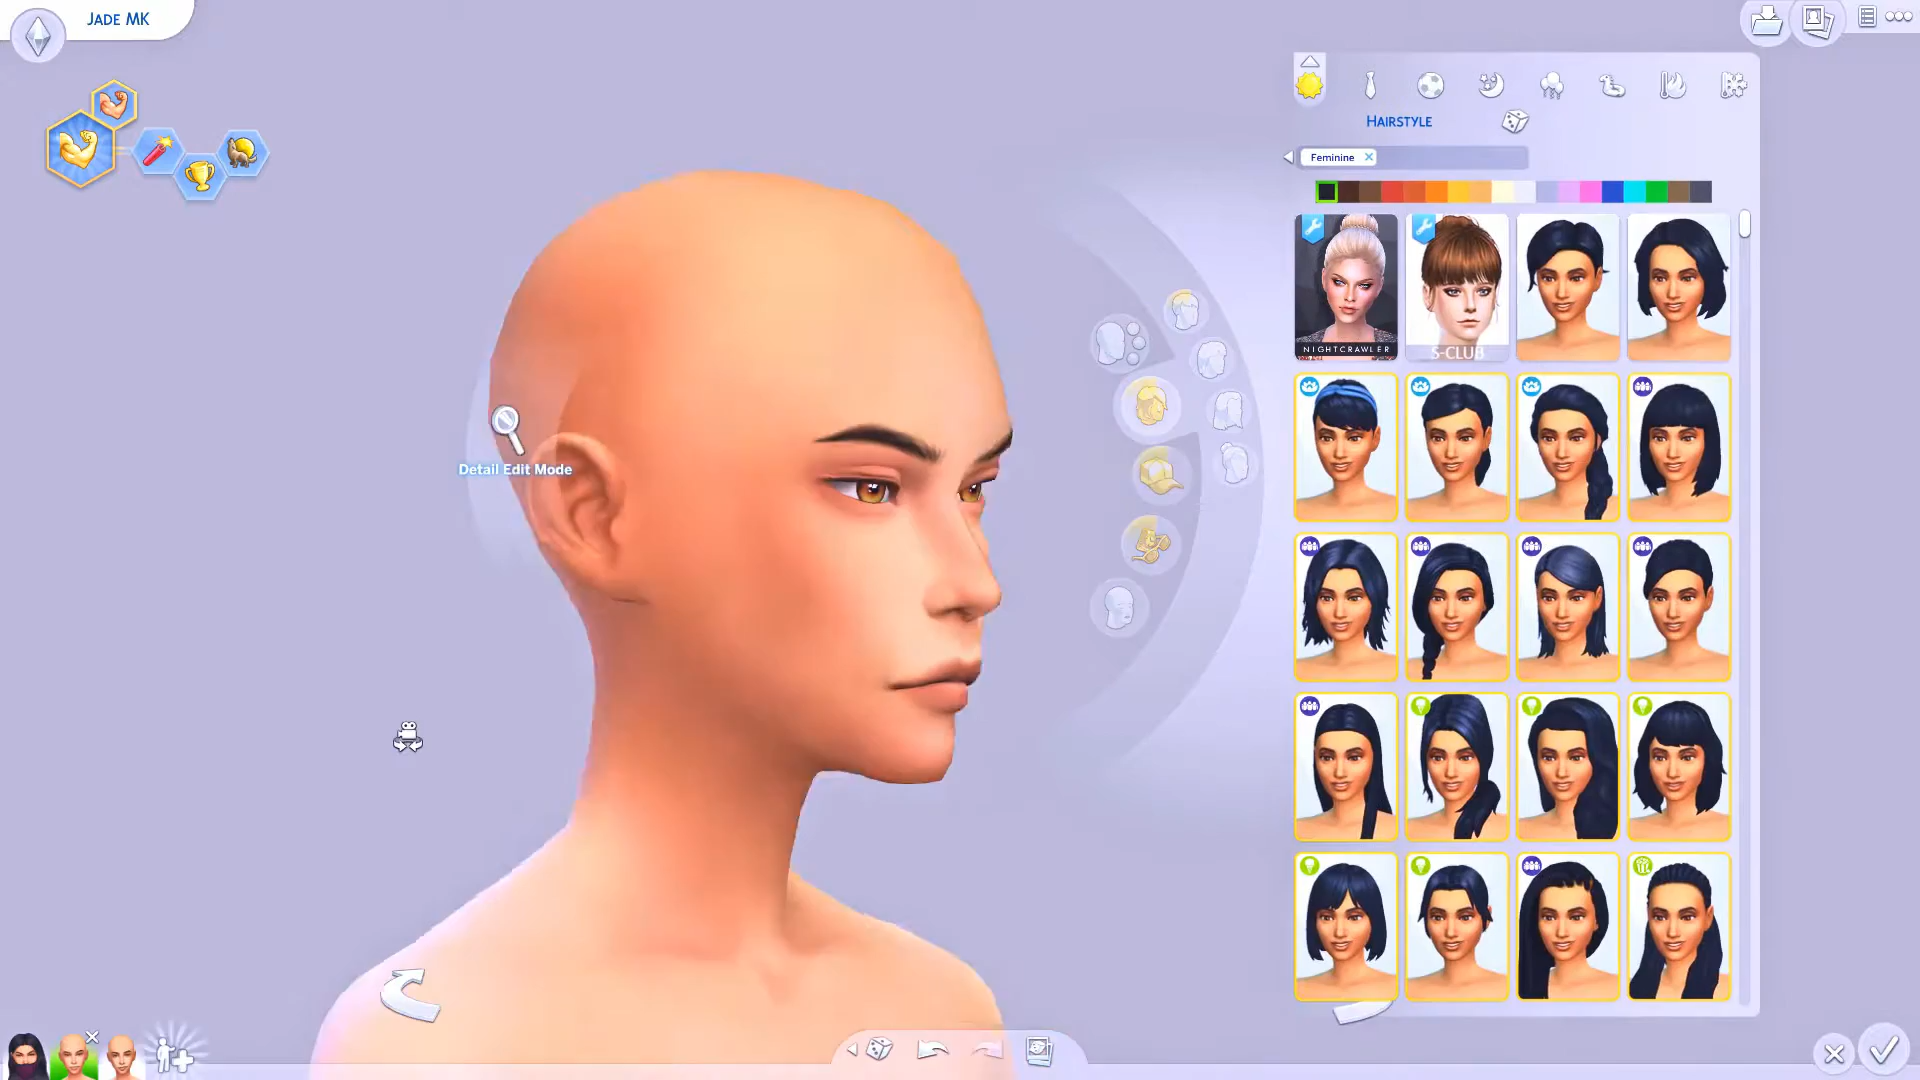 JADE MK
HAIRSTYLE
Feminine
NIGHTCRAWLER
S-CLUB
Detail Edit Mode